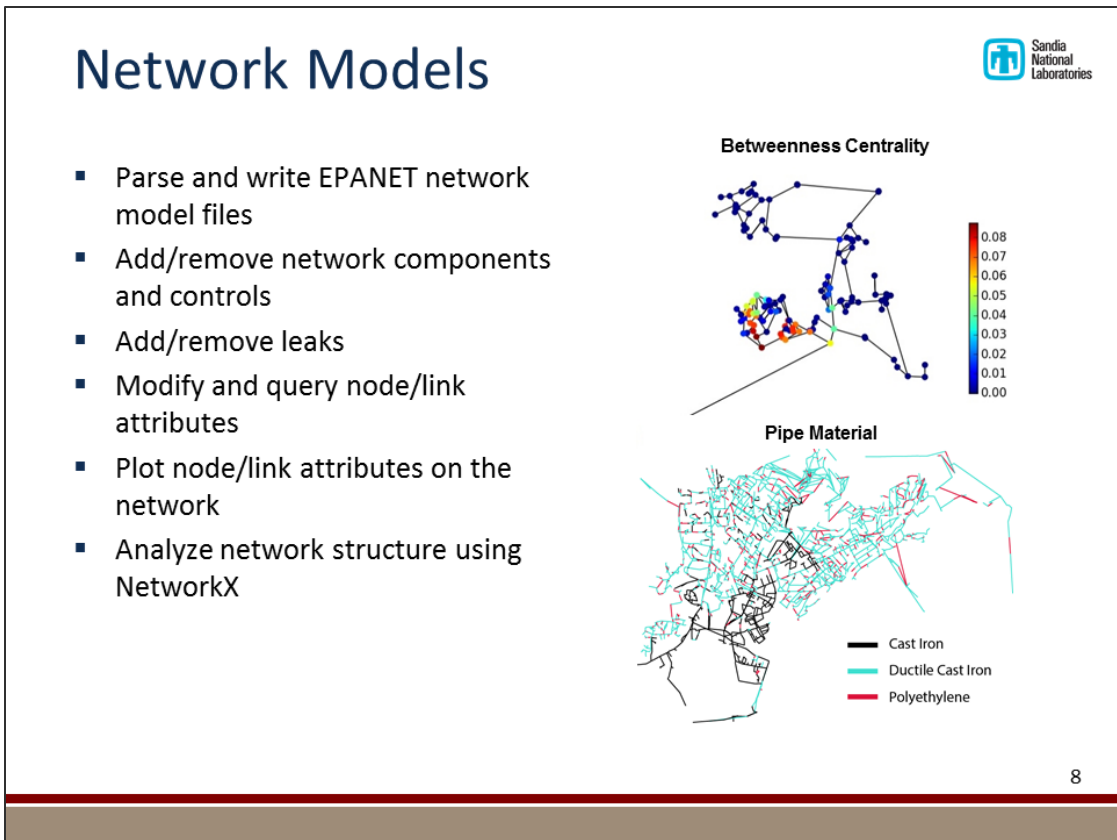 Network Models
Sandia
National
Laboratories
▪ Parse and write EPANET network
model files
▪ Add/remove network components
and controls
▪ Add/remove leaks
▪ Modify and query node/link
attributes
▪ Plot node/link attributes on the
network
▪ Analyze network structure using
NetworkX
Betweenness Centrality
0.08
0.07
0.06
0.05
0.04
0.03
0.02
0.01
0.00
Pipe Material
Cast Iron
Ductile Cast Iron
Polyethylene
8